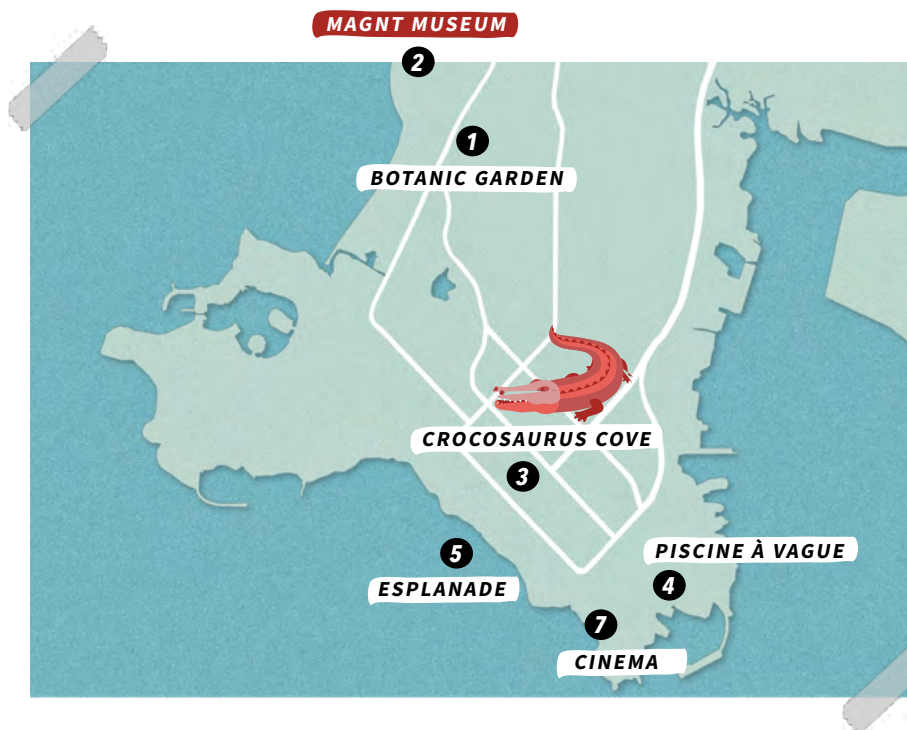 MAGNT MUSEUM
2
1
BOTANIC GARDEN
CROCOSAURUS COVE
3
5
ESPLANADE
PISCINE À VAGUE
4
7
CINEMA